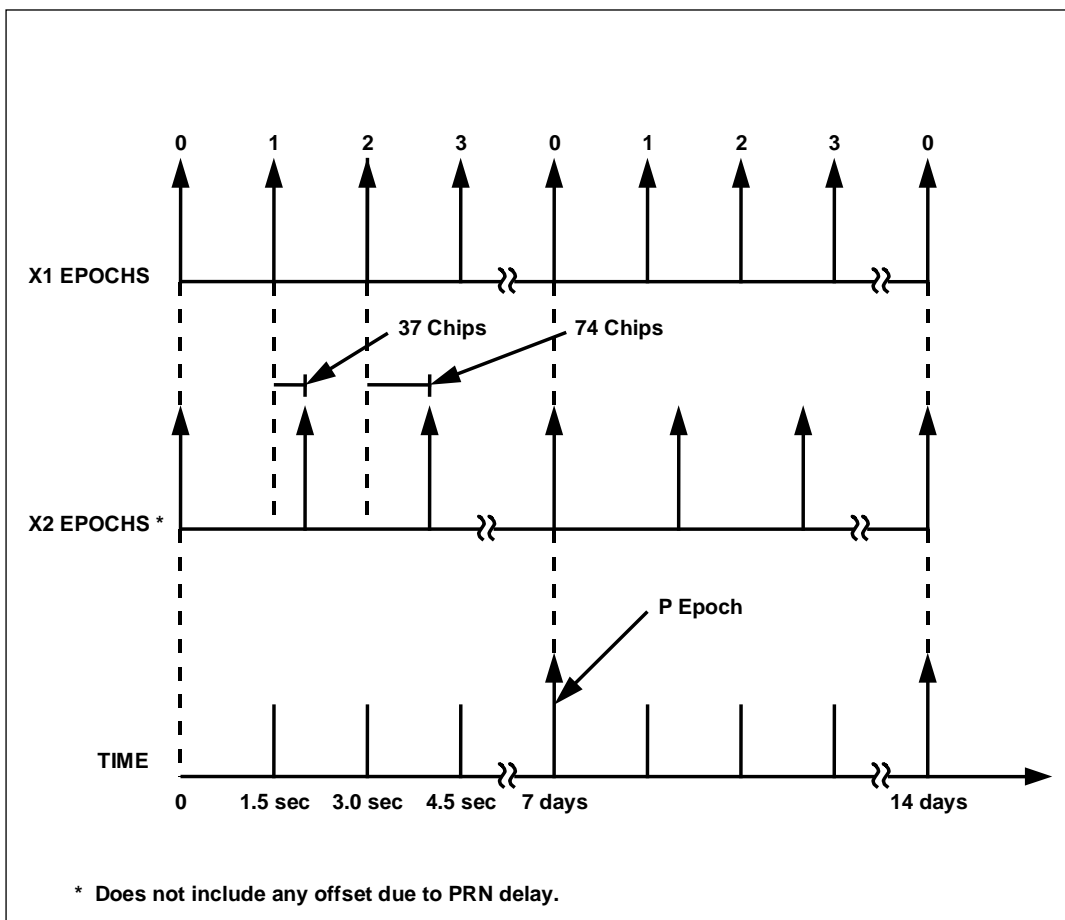 0 1 2 3 0 1 2 3 0
X1 EPOCHS
37 Chips 74 Chips
X2 EPOCHS *
P Epoch
TIME
0 1.5 sec 3.0 sec 4.5 sec 7 days 14 days
* Does not include any offset due to PRN delay.